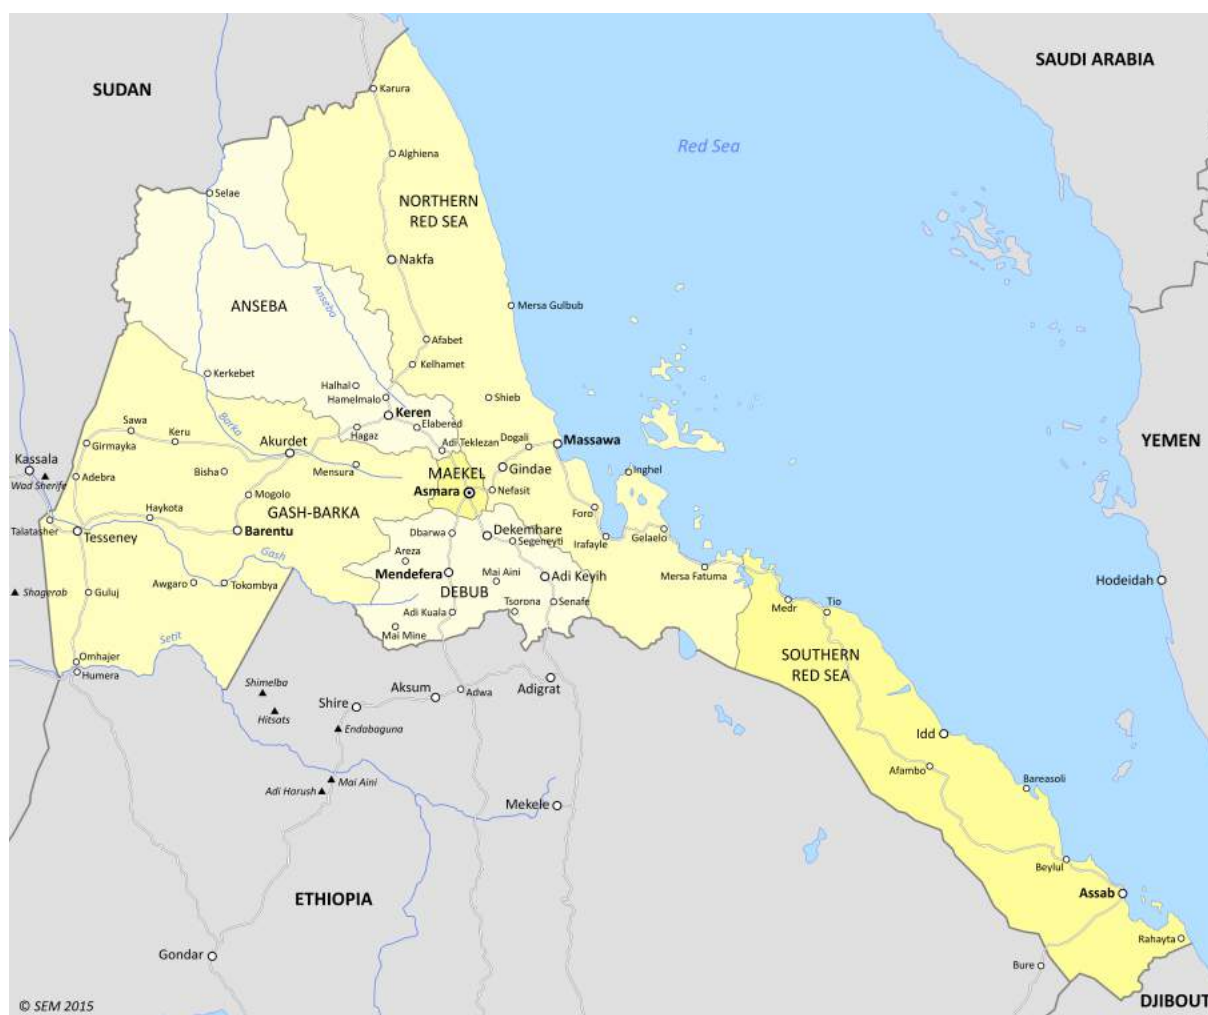 SAUDI ARABIA
SUDAN
Karura
Red Sea
Alghiena
Selae
NORTHERN
RED SEA
Nakfa
Anseba
ANSEBA
Mersa Gulbub
Afabet
Kelhamet
Kerkebet
Halhal
Hamelmalo
Shieb
Keren
Barka
Sawa
Elabered
Keru
Hagaz
Girmayka
Akurdet
Adi Teklezan
Dogali
Massawa
YEMEN
Kassala
Wad Sherife
Adebra
Bisha
Mensura
MAEKEL
Gindae
Inghel
Asmara
Nefasit
Mogolo
Haykota
GASH-BARKA
Foro
Talatasher
Tesseney
Barentu
Dbarwa
Dekemhare
Segeneyti
Irafayle
Gelaelo
Gash
Areza
Mendefera
Mai Aini
Adi Keyih
Mersa Fatuma
Hodeidah
Shagerab
Guluj
Awgaro
Tokombya
DEBUB
Adi Kuala
Tsorona
Senafe
Medr
Tio
Mai Mine
Setit
Omhajer
Humera
SOUTHERN
RED SEA
Shimelba
Hitsats
Shire
Aksum
Adwa
Adigrat
Endabaguna
Idd
Afambo
Mai Aini
Adi Harush
Bareasoli
Mekele
Beylul
ETHIOPIA
Assab
Gondar
Rahayta
Bure
© SEM 2015
DJIBOUT